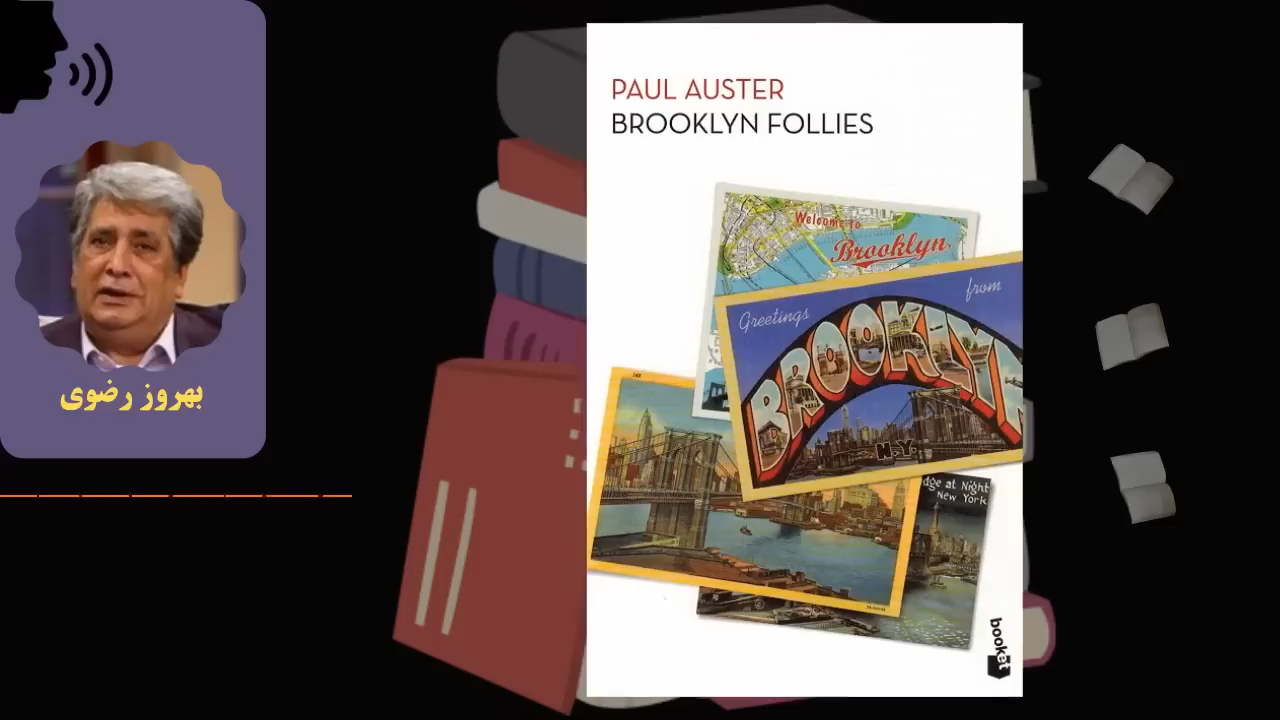 بهروز رضوی
PAUL AUSTER
BROOKLYN FOLLIES
Welcome to
Brooklyn.
Greetings
from
BROOKLYN
N.Y.
dge at Night
New York
booket